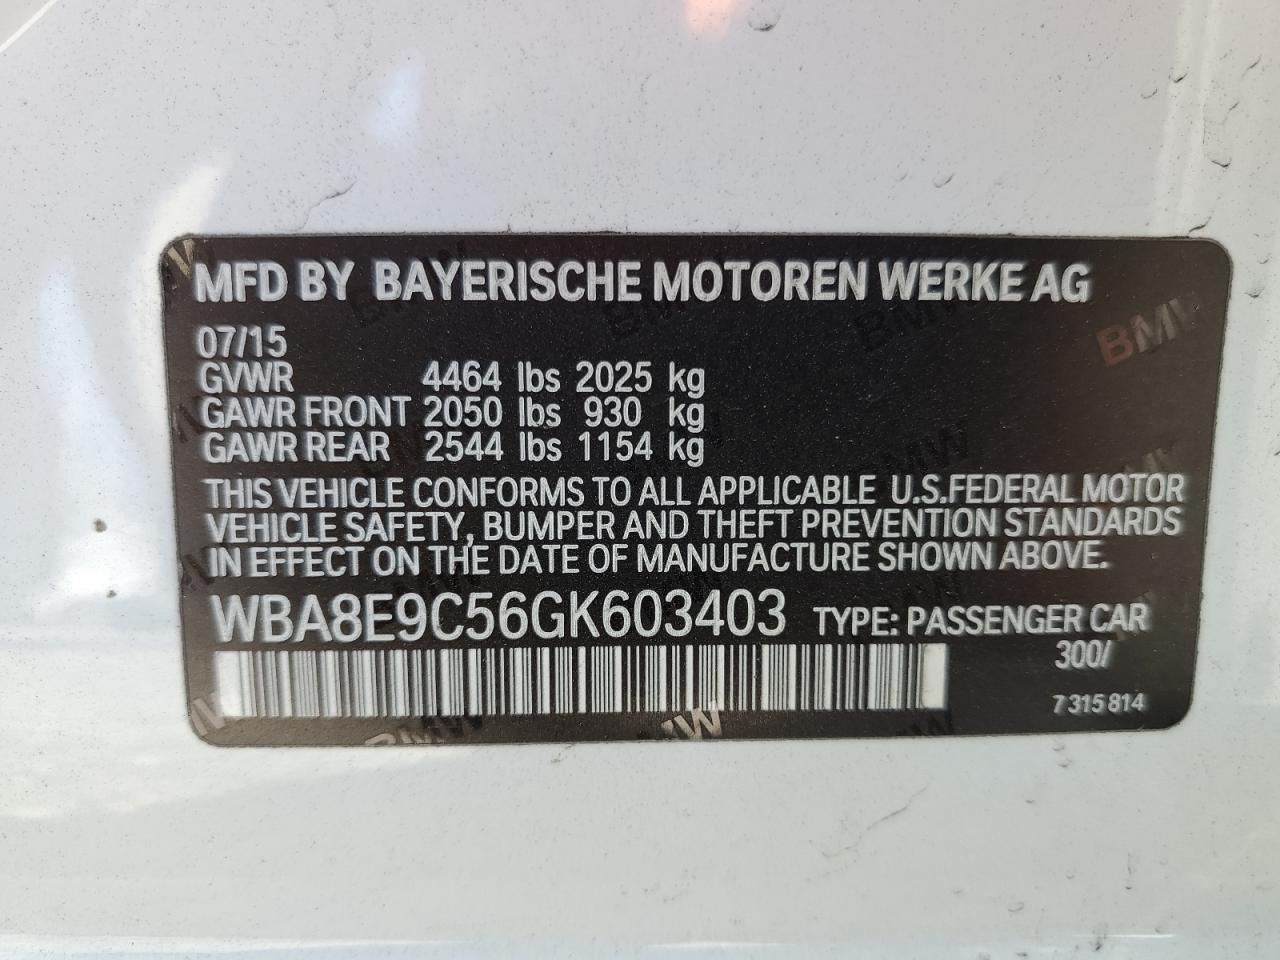 MFD BY BAYERISCHE MOTOREN WERKE AG
07/15
GVWR 4464 lbs 2025 kg
GAWR FRONT 2050 lbs 930 kg
GAWR REAR 2544 lbs 1154 kg
THIS VEHICLE CONFORMS TO ALL APPLICABLE U.S.FEDERAL MOTOR
VEHICLE SAFETY, BUMPER AND THEFT PREVENTION STANDARDS
IN EFFECT ON THE DATE OF MANUFACTURE SHOWN ABOVE.
WBA8E9C56GK603403 TYPE: PASSENGER CAR
300/
7 315 814
BMW